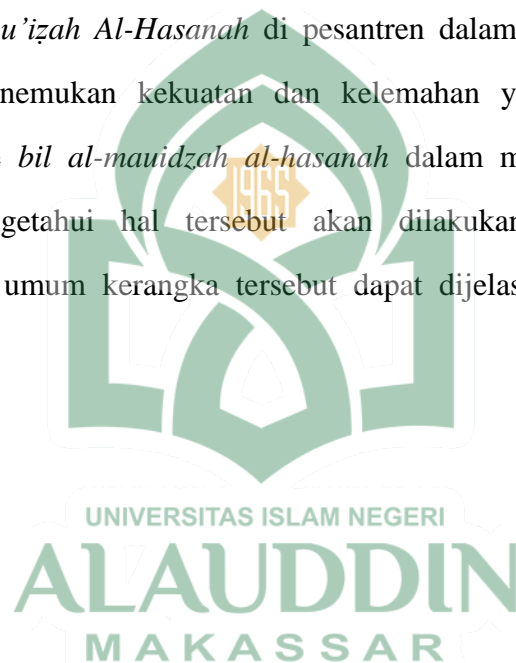 u’iẓah Al-Hasanah di pesantren dalam
nemukan kekuatan dan kelemahan y
bil al-mauidzah al-hasanah dalam m
getahui hal tersebut akan dilakukan
umum kerangka tersebut dapat dijelas
1965
UNIVERSITAS ISLAM NEGERI
ALAUDDIN
MAKASSAR